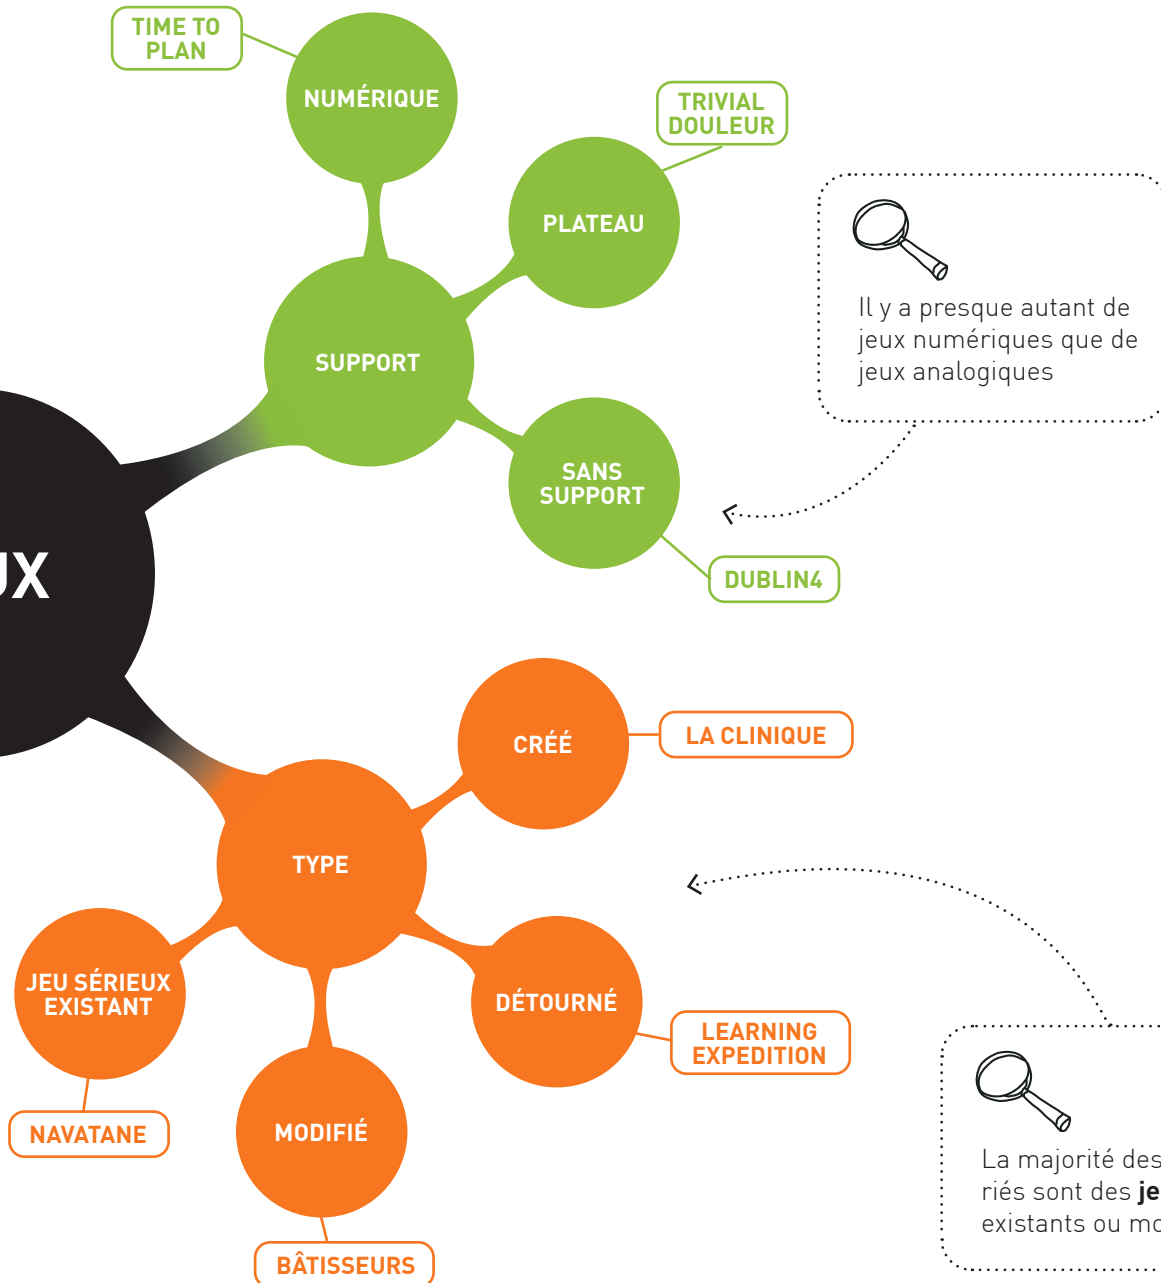 TIME TO
PLAN
NUMÉRIQUE
TRIVIAL
DOULEUR
PLATEAU
SUPPORT
Il y a presque autant de
jeux numériques que de
jeux analogiques
SANS
SUPPORT
DUBLIN4
UX
CRÉÉ
LA CLINIQUE
TYPE
JEU SÉRIEUX
EXISTANT
DÉTOURNÉ
LEARNING
EXPEDITION
NAVATANE
MODIFIÉ
BÂTISSEURS
La majorité des
riés sont des je
existants ou mo